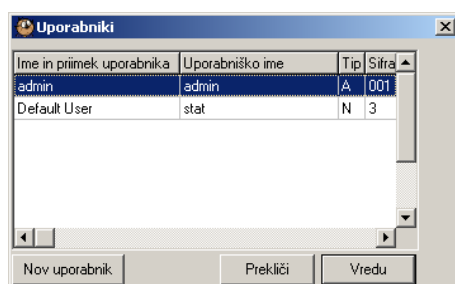 Uporabniki
Ime in priimek uporabnika Uporabniško ime Tip Sifra
admin admin A 001
Default User stat N 3
Nov uporabnik Prekliči Vredu